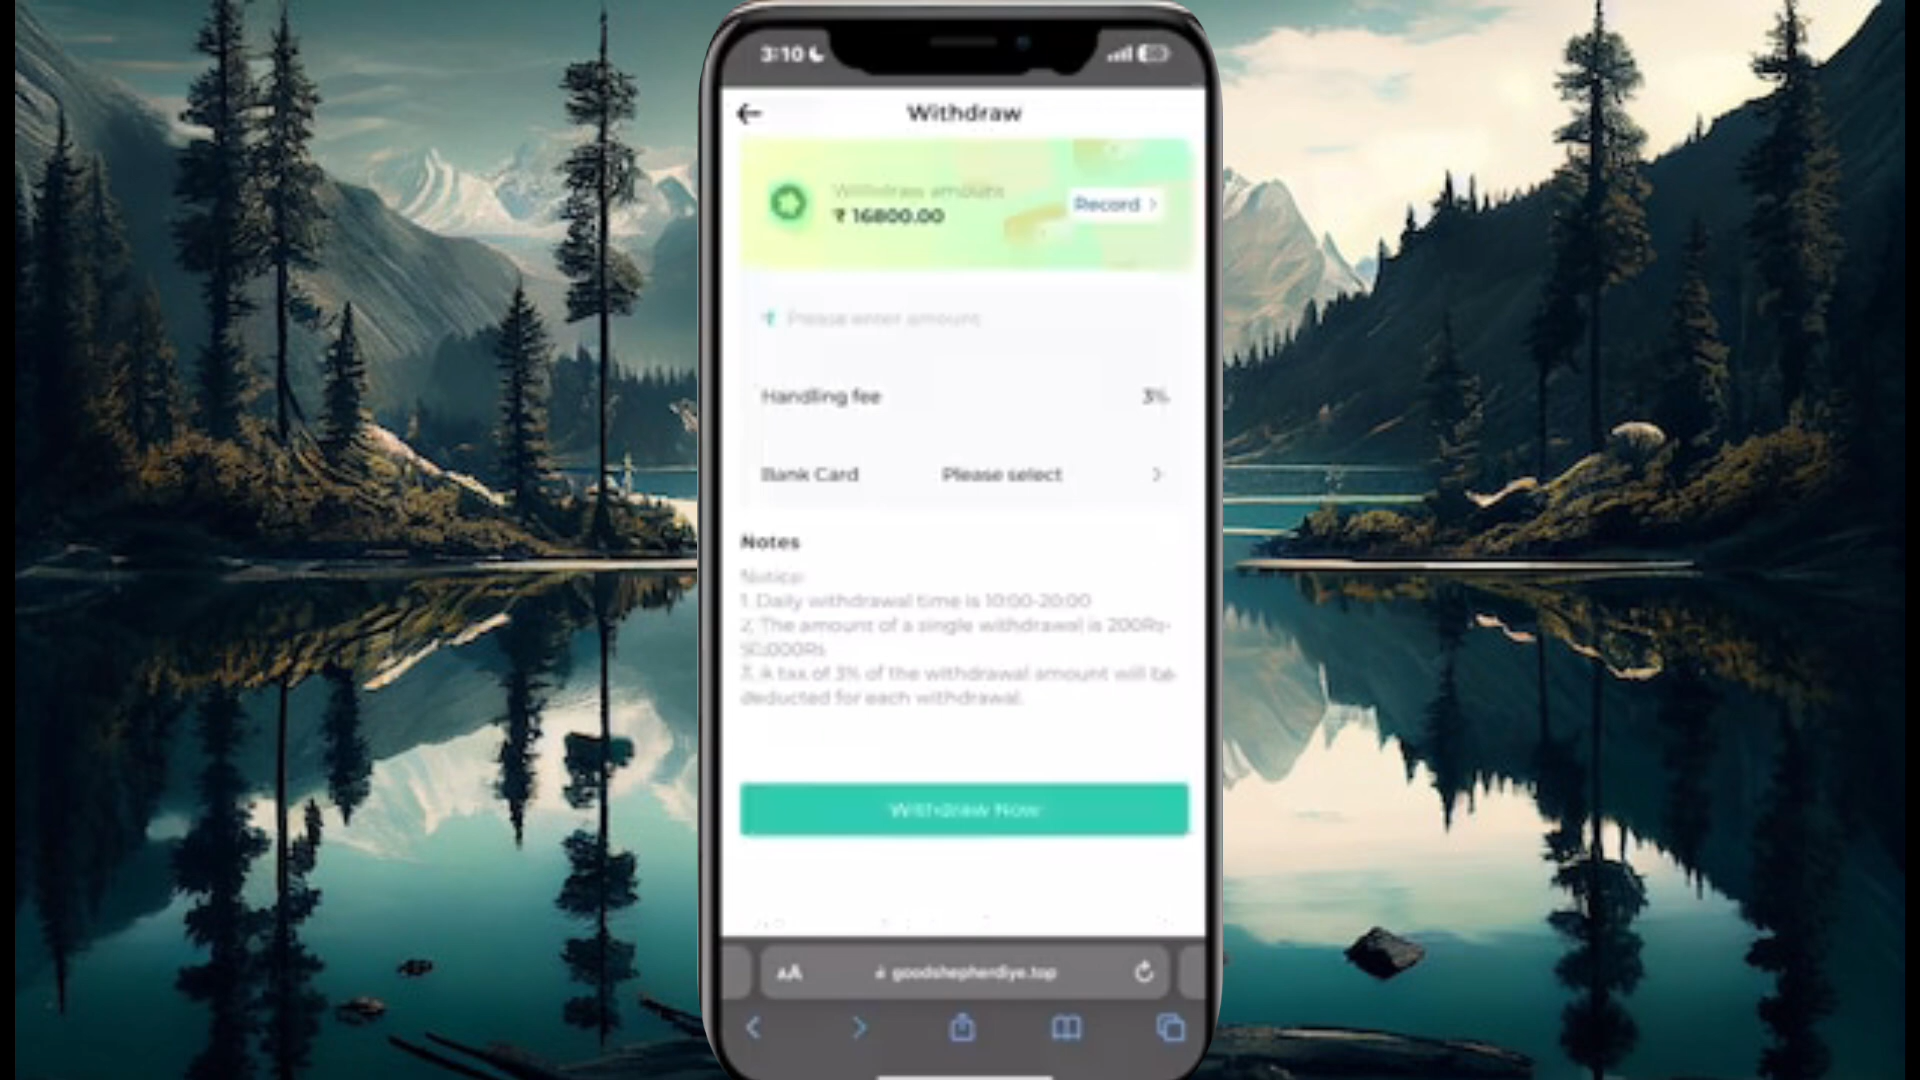 3:10
Withdraw
Withdraw amount
₹ 16800.00
Record >
₹ Please enter amount
Handling fee 3%
Bank Card Please select >
Notes
Notice:
1. Daily withdrawal time is 10:00-20:00
2. The amount of a single withdrawal is 200Rs-
50,000Rs
3. A tax of 3% of the withdrawal amount will be
deducted for each withdrawal.
Withdraw Now
AA goodshepherdiye.top